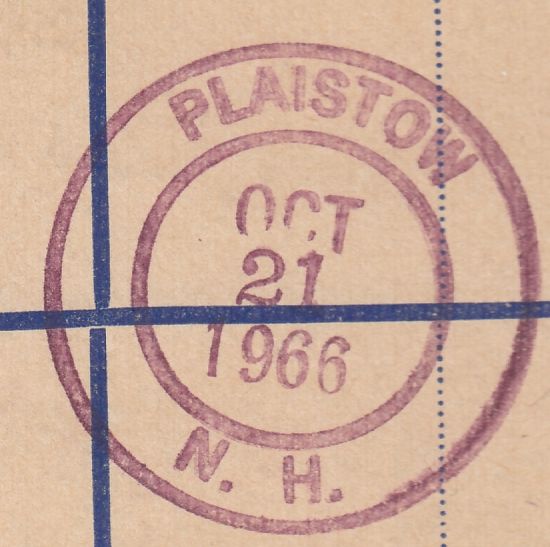 PLAISTOW
OCT
21
1966
N. H.